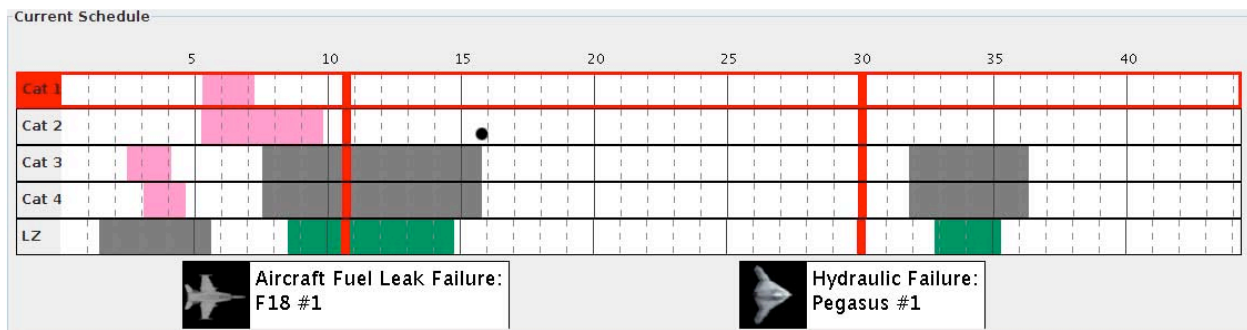 Current Schedule
5 10 15 20 25 30 35 40
Cat 1
Cat 2
Cat 3
Cat 4
LZ
Aircraft Fuel Leak Failure:
F18 #1
Hydraulic Failure:
Pegasus #1